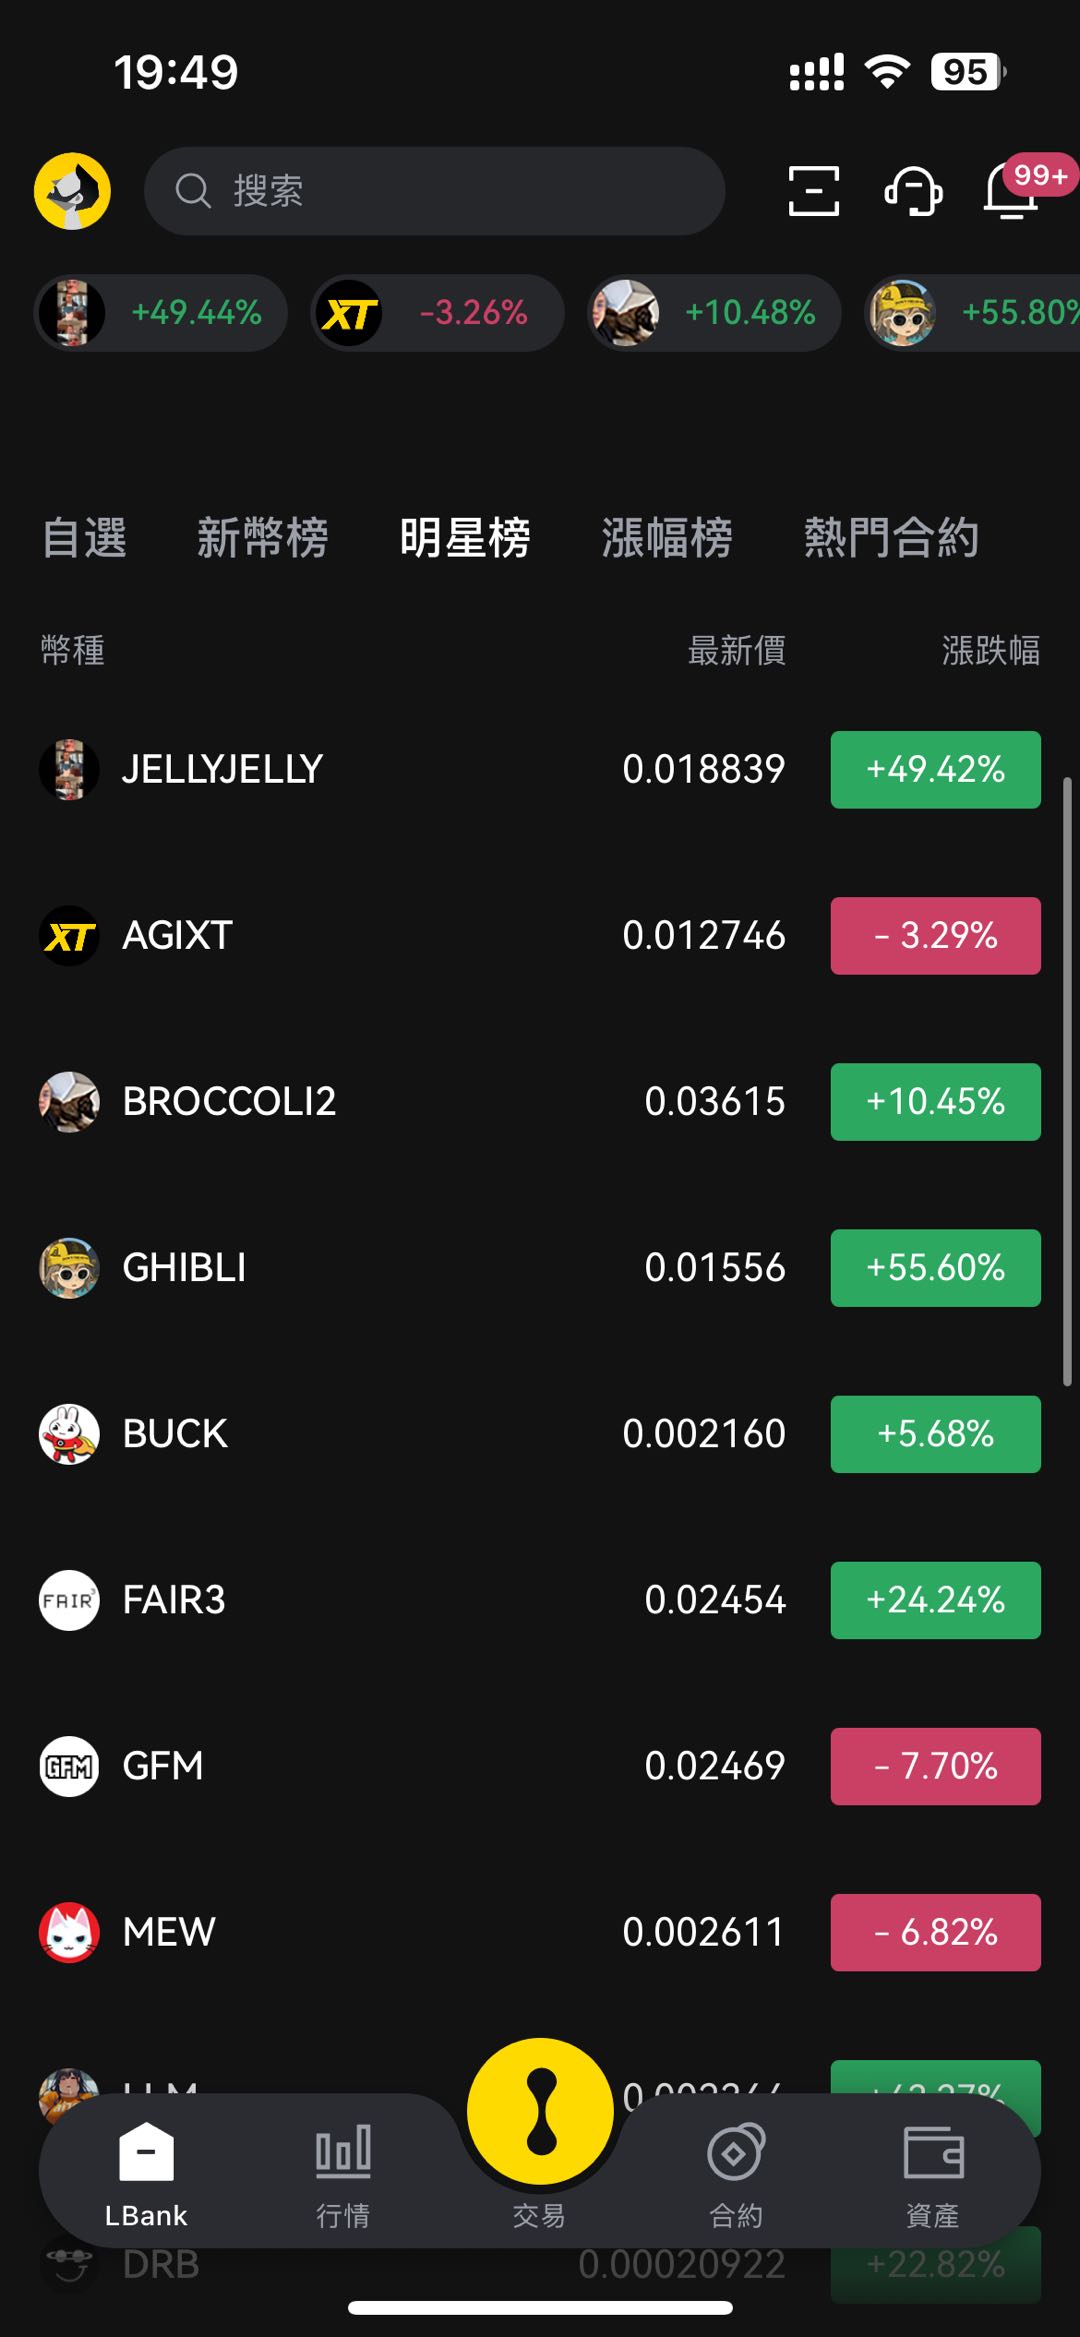 19:49
95
搜索
99+
+49.44%
XT -3.26%
+10.48%
+55.80%
自選 新幣榜 明星榜 漲幅榜 熱門合約
幣種 最新價 漲跌幅
JELLYJELLY 0.018839 +49.42%
XT AGIXT 0.012746 - 3.29%
BROCCOLI2 0.03615 +10.45%
GHIBLI 0.01556 +55.60%
BUCK 0.002160 +5.68%
FAIR3 FAIR3 0.02454 +24.24%
GFM GFM 0.02469 - 7.70%
MEW 0.002611 - 6.82%
LLM
LBank 行情 交易 合約 資產
DRB 0.00020922 +22.82%